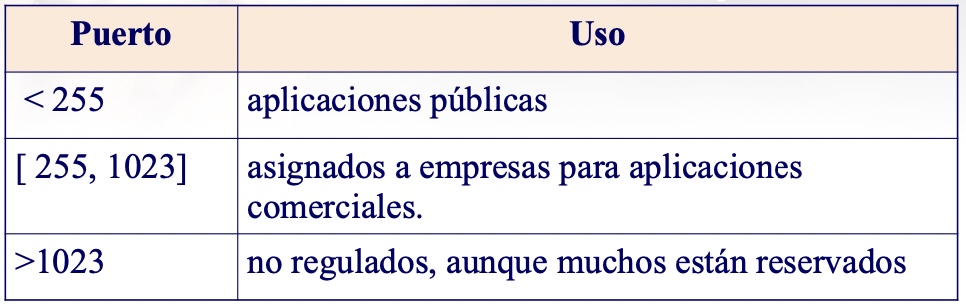 Puerto Uso
< 255 aplicaciones públicas
[ 255, 1023] asignados a empresas para aplicaciones
comerciales.
>1023 no regulados, aunque muchos están reservados